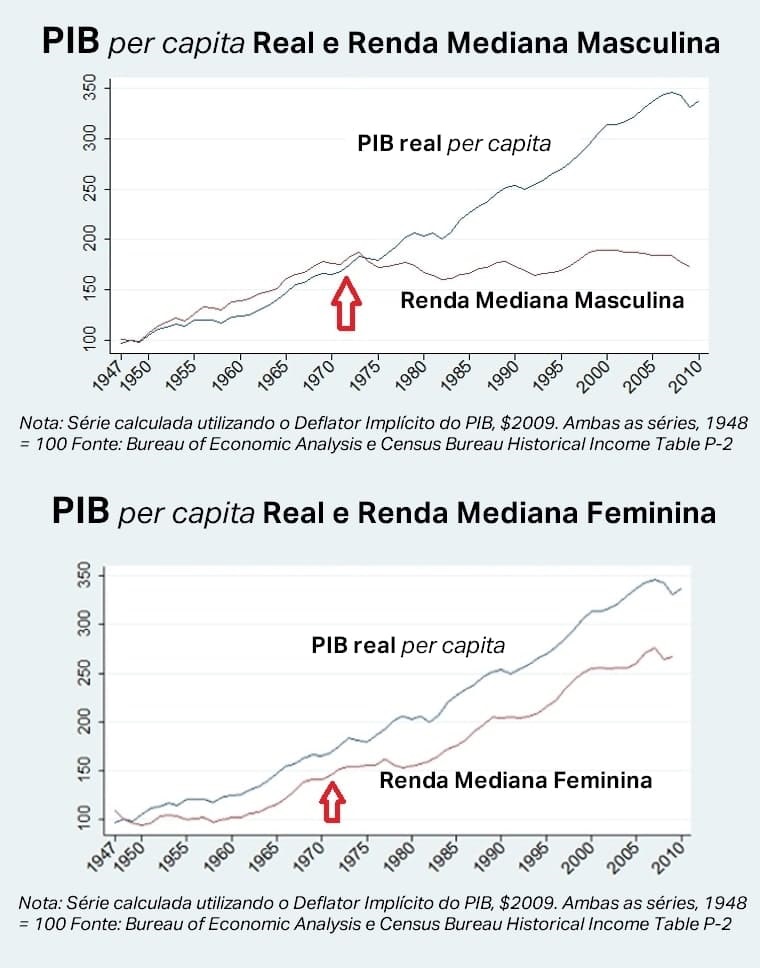 PIB per capita Real e Renda Mediana Masculina
350
300
250
200
150
100
PIB real per capita
Renda Mediana Masculina
1947 1950 1955 1960 1965 1970 1975 1980 1985 1990 1995 2000 2005 2010
Nota: Série calculada utilizando o Deflator Implícito do PIB, $2009. Ambas as séries, 1948
= 100 Fonte: Bureau of Economic Analysis e Census Bureau Historical Income Table P-2
PIB per capita Real e Renda Mediana Feminina
350
300
250
200
150
100
PIB real per capita
Renda Mediana Feminina
1947 1950 1955 1960 1965 1970 1975 1980 1985 1990 1995 2000 2005 2010
Nota: Série calculada utilizando o Deflator Implícito do PIB, $2009. Ambas as séries, 1948
= 100 Fonte: Bureau of Economic Analysis e Census Bureau Historical Income Table P-2